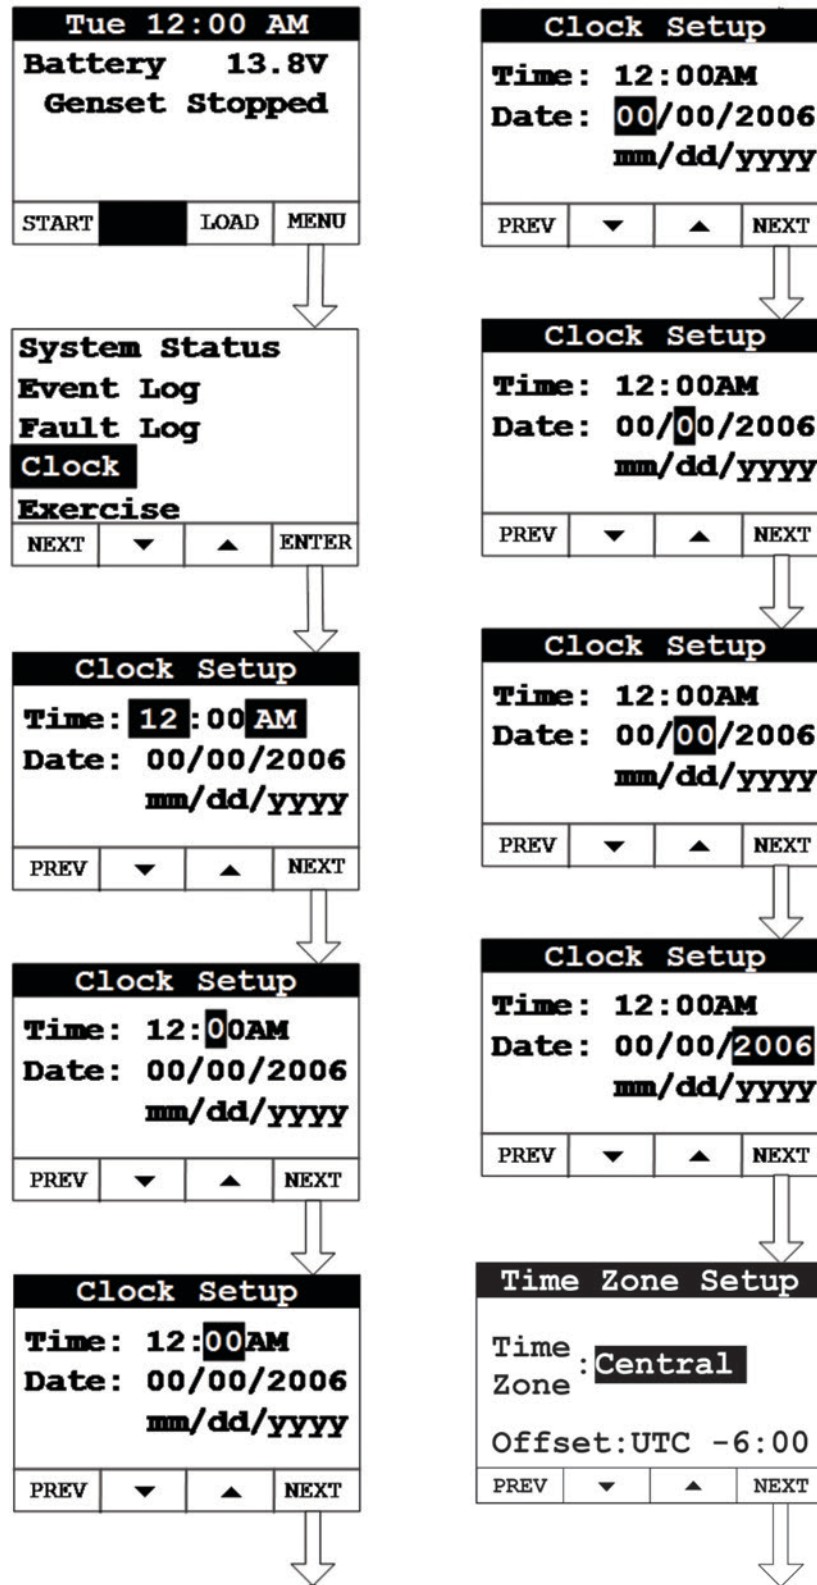 Tue 12:00 AM
Battery 13.8V
Genset Stopped
START LOAD MENU
System Status
Event Log
Fault Log
Clock
Exercise
NEXT ▼ ▲ ENTER
Clock Setup
Time: 12:00 AM
Date: 00/00/2006
mm/dd/yyyy
PREV ▼ ▲ NEXT
Clock Setup
Time: 12:00AM
Date: 00/00/2006
mm/dd/yyyy
PREV ▼ ▲ NEXT
Clock Setup
Time: 12:00AM
Date: 00/00/2006
mm/dd/yyyy
PREV ▼ ▲ NEXT
Clock Setup
Time: 12:00AM
Date: 00/00/2006
mm/dd/yyyy
PREV ▼ ▲ NEXT
Clock Setup
Time: 12:00AM
Date: 00/00/2006
mm/dd/yyyy
PREV ▼ ▲ NEXT
Clock Setup
Time: 12:00AM
Date: 00/00/2006
mm/dd/yyyy
PREV ▼ ▲ NEXT
Clock Setup
Time: 12:00AM
Date: 00/00/2006
mm/dd/yyyy
PREV ▼ ▲ NEXT
Time Zone Setup
Time
Zone :Central
Offset:UTC -6:00
PREV ▼ ▲ NEXT